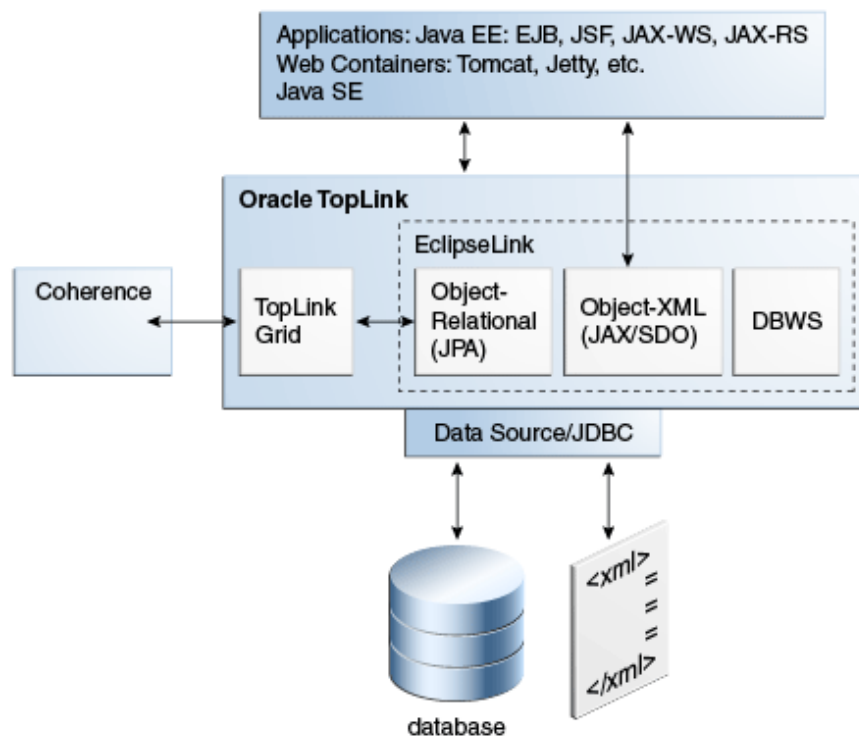 Applications: Java EE: EJB, JSF, JAX-WS, JAX-RS
Web Containers: Tomcat, Jetty, etc.
Java SE
Oracle TopLink
EclipseLink
Coherence
TopLink
Grid
Object-
Relational
(JPA)
Object-XML
(JAX/SDO)
DBWS
Data Source/JDBC
<xml>
=
=
=
</xml>
database